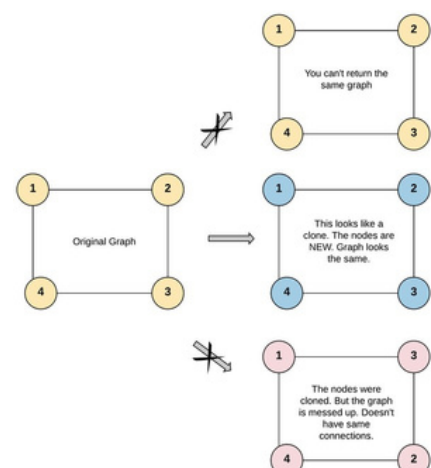 1 2
You can't return the
same graph
4 3
1 2
Original Graph
4 3
1 2
This looks like a
clone. The nodes are
NEW. Graph looks
the same.
4 3
1 3
The nodes were
cloned. But the graph
is messed up. Doesn't
have same
connections.
4 2